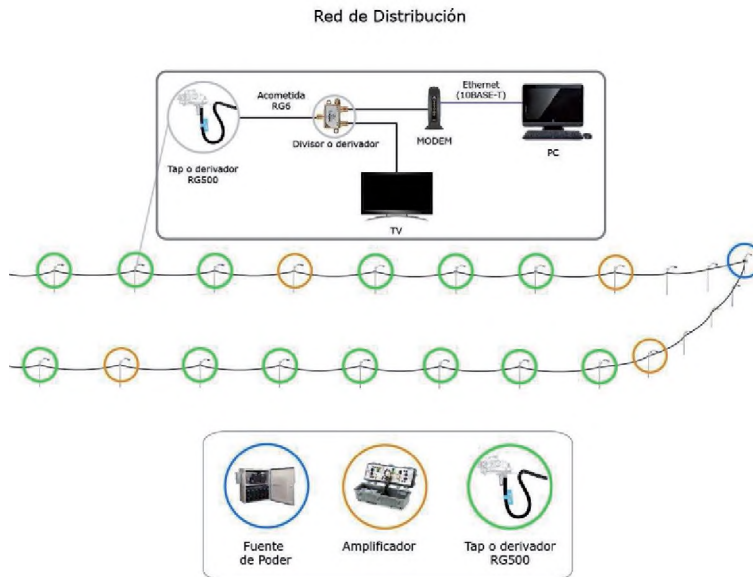 Red de Distribución
Acometida
RG6
Ethernet
(10BASE-T)
Divisor o derivador
MODEM
PC
Tap o derivador
RG500
TV
Fuente
de Poder
Amplificador
Tap o derivador
RG500